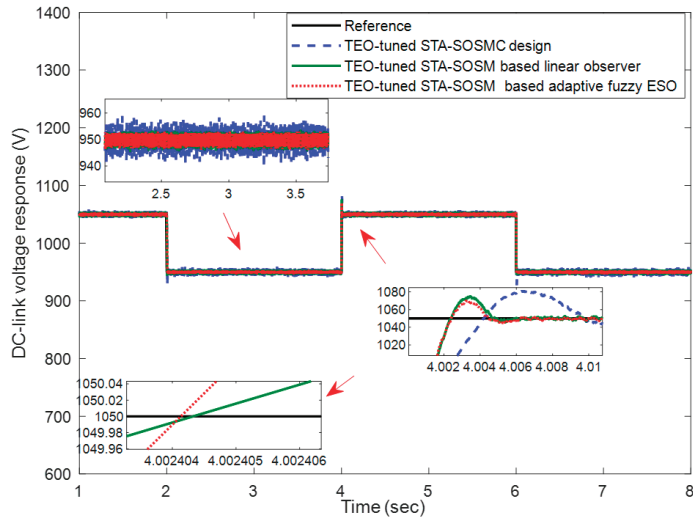 1400
1300
1200
1100
1000
900
800
700
600
DC-link voltage response (V)
Reference
TEO-tuned STA-SOSMC design
TEO-tuned STA-SOSM based linear observer
TEO-tuned STA-SOSM based adaptive fuzzy ESO
960
950
940
2.5 3 3.5
1080
1060
1040
1020
4.002 4.004 4.006 4.008 4.01
1050.04
1050
1049.98
1049.96
4.002404 4.002405 4.002406
1 2 3 4 5 6 7 8
Time (sec)